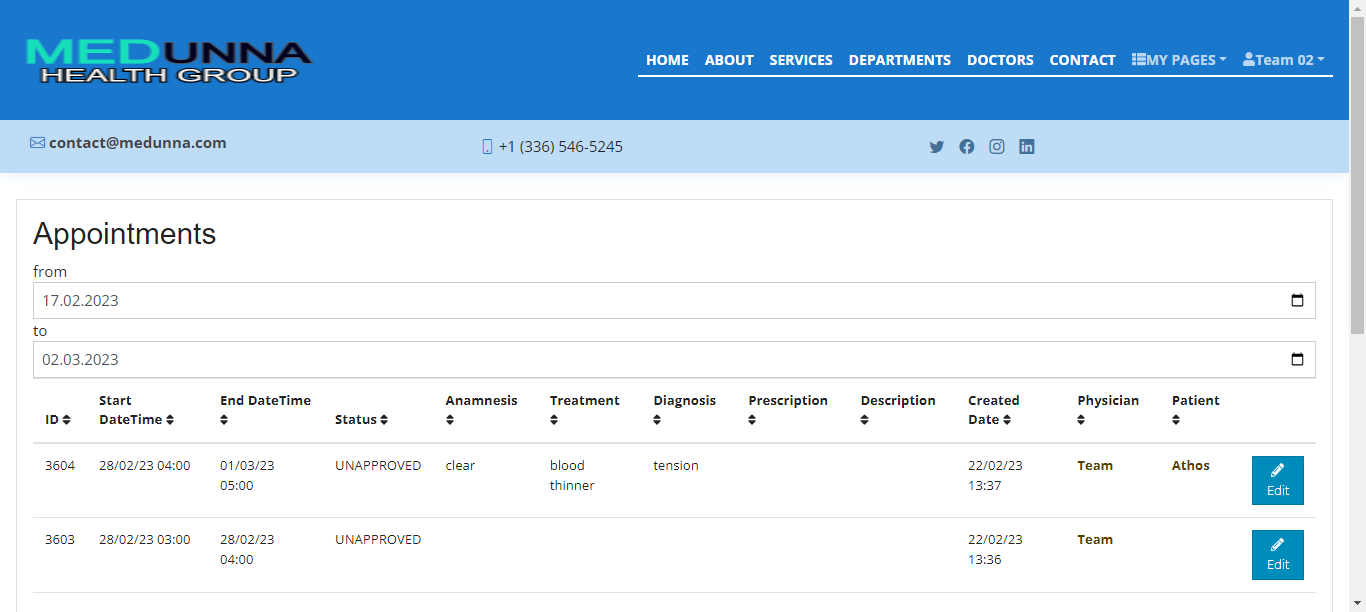 MEDUNNA
HEALTH GROUP
HOME ABOUT SERVICES DEPARTMENTS DOCTORS CONTACT MY PAGES Team 02
contact@medunna.com +1 (336) 546-5245
Appointments
from
17.02.2023
to
02.03.2023
Start End DateTime Anamnesis Treatment Diagnosis Prescription Description Created Physician Patient
ID DateTime Status Date
3604 28/02/23 04:00 01/03/23 UNAPPROVED clear blood tension 22/02/23 Team Athos
05:00 thinner 13:37
Edit
3603 28/02/23 03:00 28/02/23 UNAPPROVED 22/02/23 Team
04:00 13:36
Edit